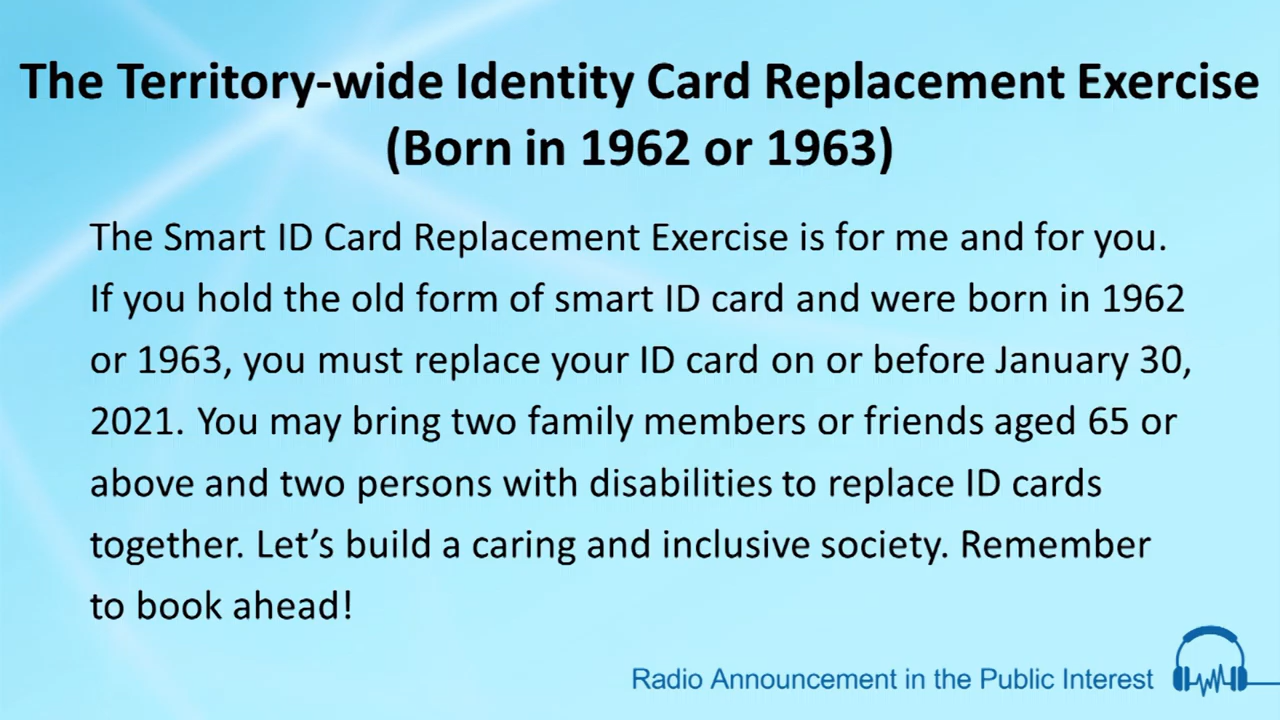 The Territory-wide Identity Card Replacement Exercise
(Born in 1962 or 1963)
The Smart ID Card Replacement Exercise is for me and for you.
If you hold the old form of smart ID card and were born in 1962
or 1963, you must replace your ID card on or before January 30,
2021. You may bring two family members or friends aged 65 or
above and two persons with disabilities to replace ID cards
together. Let’s build a caring and inclusive society. Remember
to book ahead!
Radio Announcement in the Public Interest